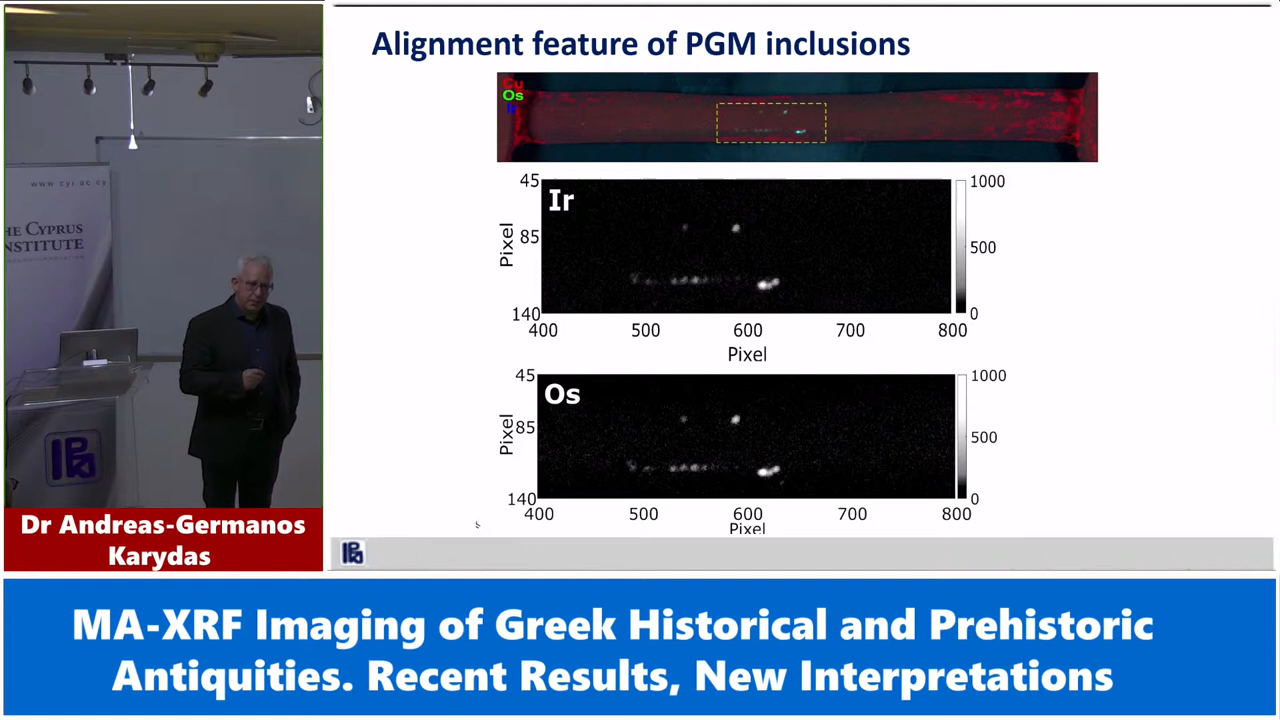 Alignment feature of PGM inclusions
Cu
Os
Ir
45
Ir
85
Pixel
140
400
500
600
700
800
Pixel
1000
500
0
45
Os
85
Pixel
140
400
500
600
700
800
Pixel
1000
500
0
www.cyi.ac.cy
HE CYPRUS
NSTITUTE
Dr Andreas-Germanos
Karydas
MA-XRF Imaging of Greek Historical and Prehistoric
Antiquities. Recent Results, New Interpretations